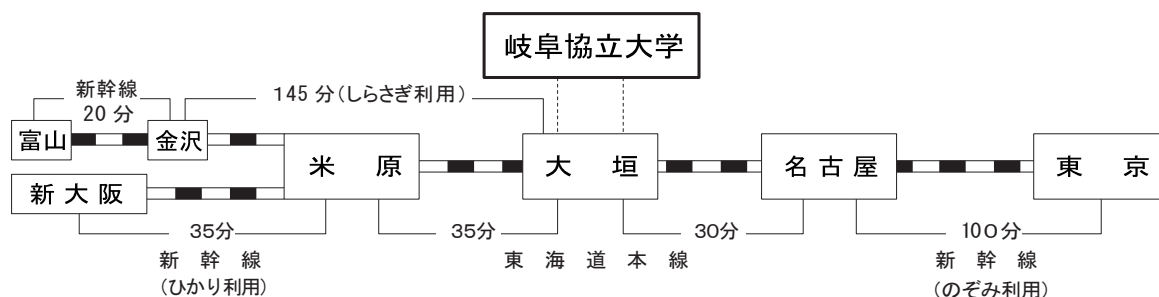 岐阜協立大学
新幹線
20分
145分(しらさぎ利用)
富山
金沢
米原
大垣
名古屋
東京
新大阪
35分
35分
30分
100分
新幹線
(ひかり利用)
東海道本線
新幹線
(のぞみ利用)